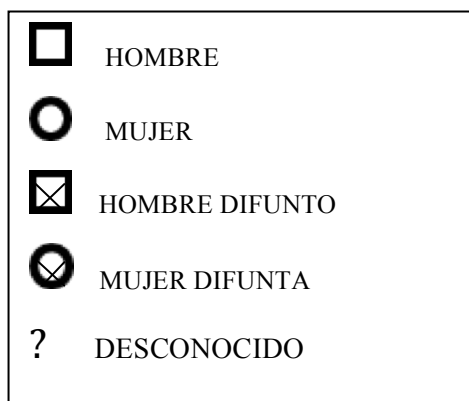 HOMBRE
MUJER
HOMBRE DIFUNTO
MUJER DIFUNTA
? DESCONOCIDO